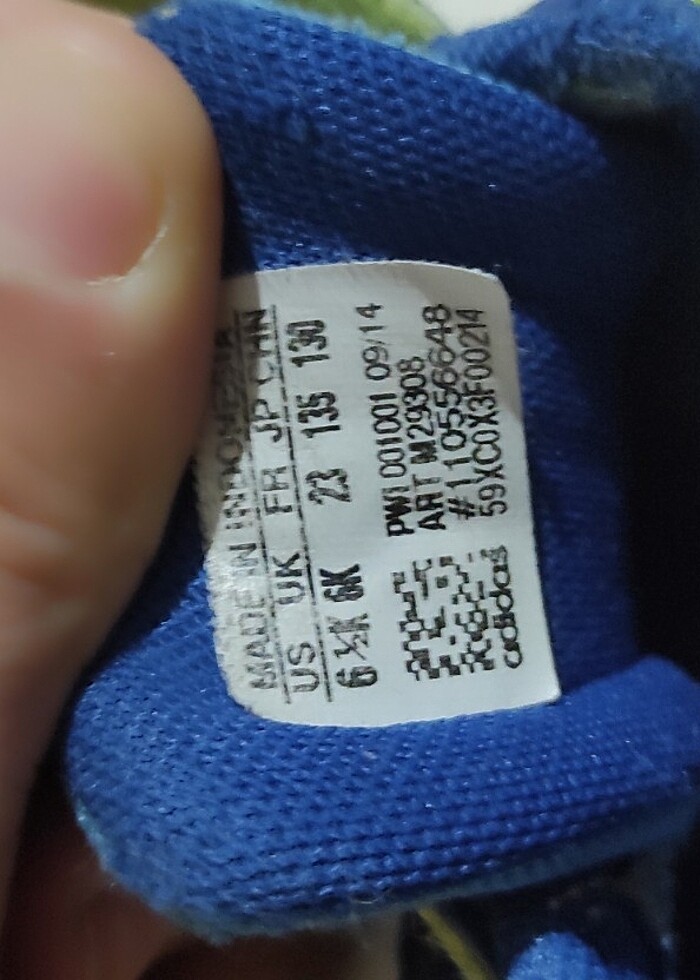 MADE IN INDONESIA
US UK FR JP CHN
6 ½K 6K 23 135 130
PW1 001001 09/14
ART M29308
#110556648
59XC0X3F00214
adidas